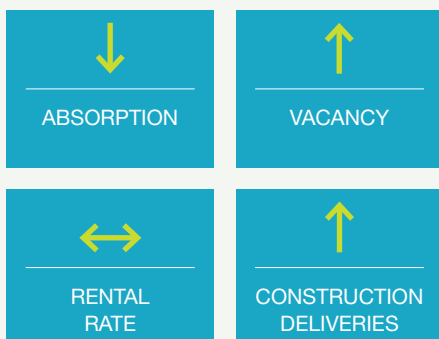 ABSORPTION
VACANCY
RENTAL
RATE
CONSTRUCTION
DELIVERIES